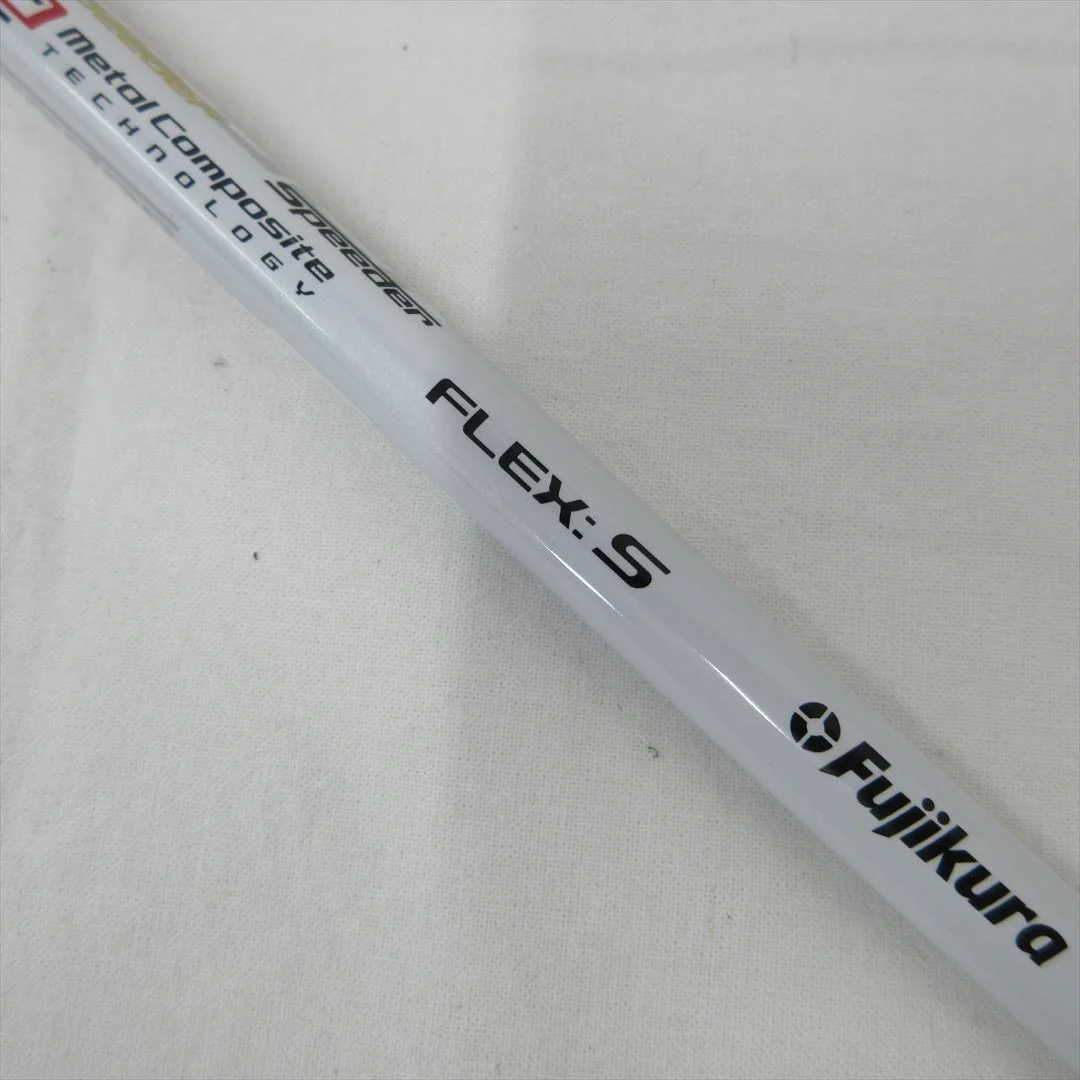 metal Composite
TECHNOLOGY
Speeder
FLEX: S
Fujikura